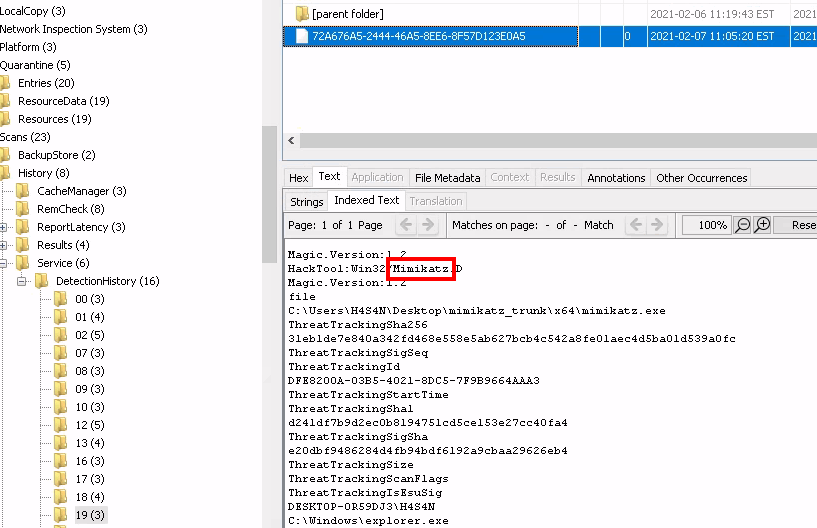 LocalCopy (3)
Network Inspection System (3)
Platform (3)
Quarantine (5)
Entries (20)
ResourceData (19)
Resources (19)
Scans (23)
BackupStore (2)
History (8)
CacheManager (3)
RemCheck (8)
ReportLatency (3)
Results (4)
Service (6)
DetectionHistory (16)
00 (3)
01 (4)
02 (5)
07 (3)
08 (3)
09 (3)
10 (3)
12 (5)
13 (4)
16 (3)
17 (3)
18 (4)
19 (3)
[parent folder] 2021-02-06 11:19:43 EST 2021
72A676A5-2444-46A5-8EE6-8F57D123E0A5 0 2021-02-07 11:05:20 EST 2021
Hex Text Application File Metadata Context Results Annotations Other Occurrences
Strings Indexed Text Translation
Page: 1 of 1 Page Matches on page: - of - Match 100% Rese
Magic.Version:1.2
HackTool:Win32/Mimikatz.D
Magic.Version:1.2
file
C:\Users\H4S4N\Desktop\mimikatz_trunk\x64\mimikatz.exe
ThreatTrackingSha256
31eb1de7e840a342fd468e558e5ab627bcb4c542a8fe01aec4d5ba01d539a0fc
ThreatTrackingSigSeq
ThreatTrackingId
DFE8200A-03B5-4021-8DC5-7F9B9664AAA3
ThreatTrackingStartTime
ThreatTrackingSha1
d241df7b9d2ec0b8194751cd5ce153e27cc40fa4
ThreatTrackingSigSha
e20dbf9486284d4fb94bdf6192a9cbaa29626eb4
ThreatTrackingSize
ThreatTrackingScanFlags
ThreatTrackingIsEsuSig
DESKTOP-0R59DJ3\H4S4N
C:\Windows\explorer.exe